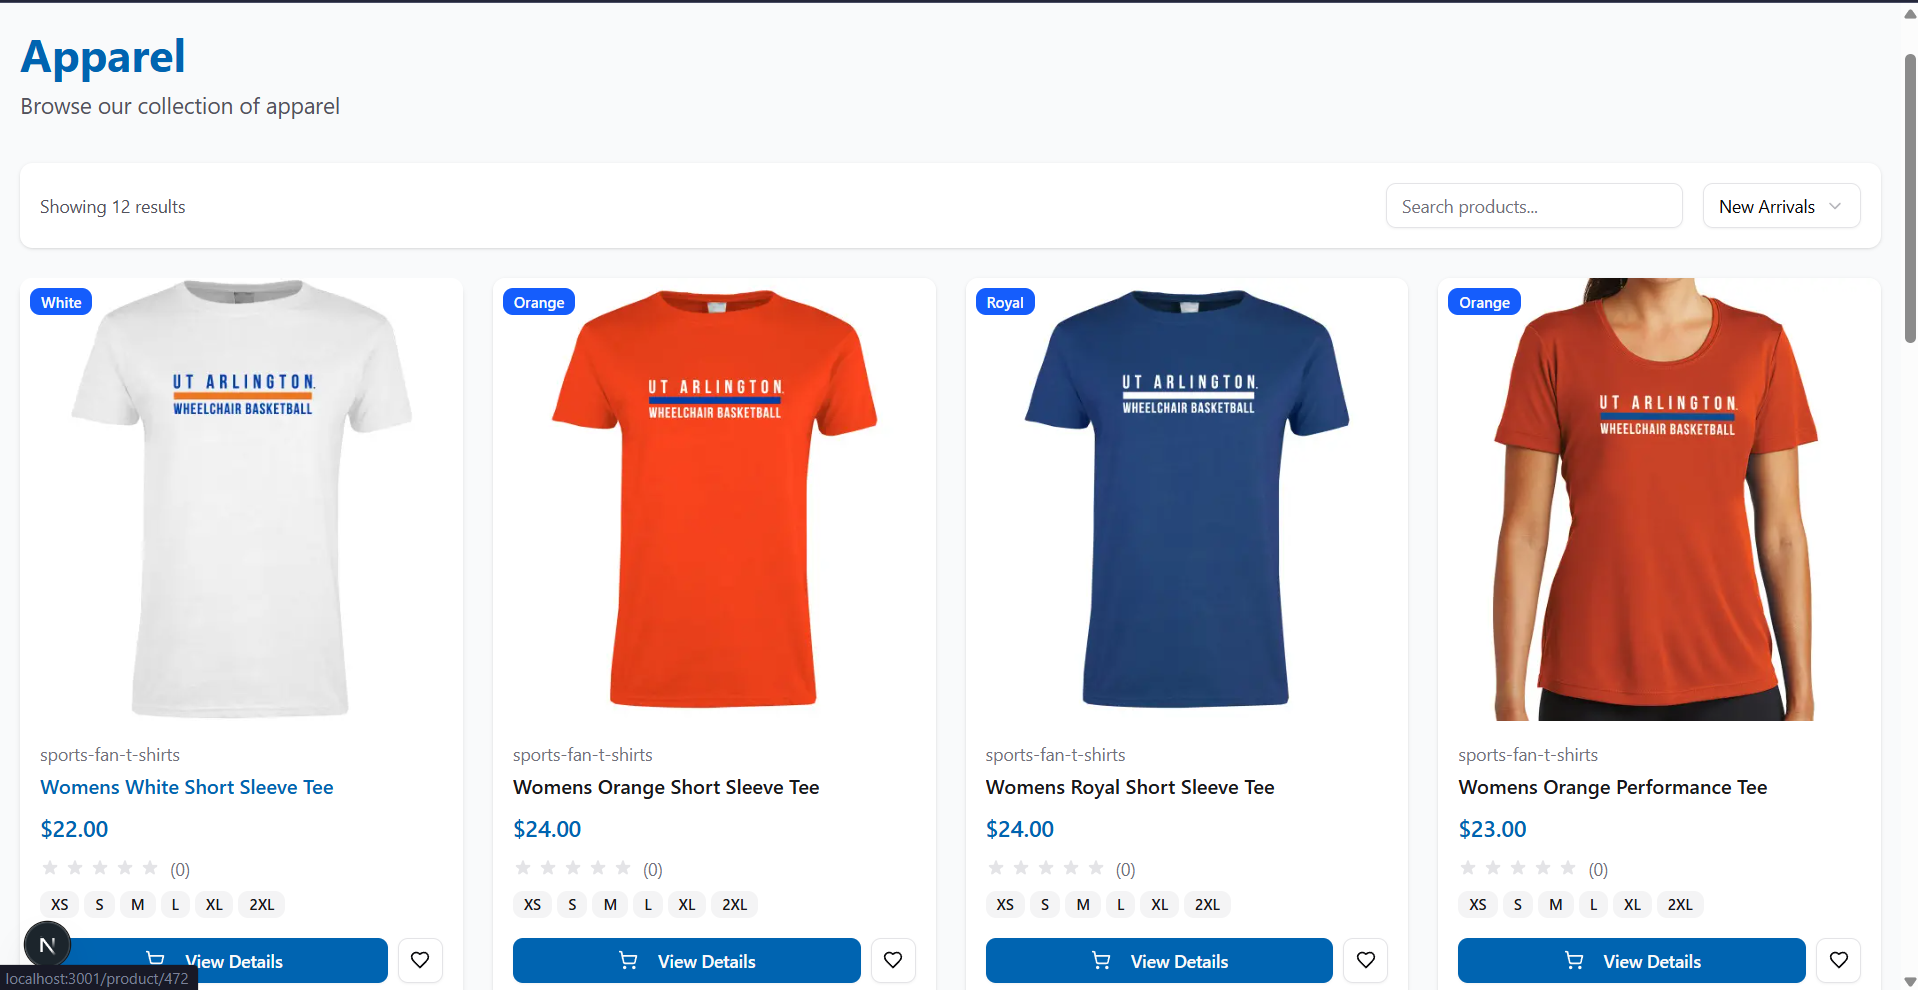 Apparel
Browse our collection of apparel
Showing 12 results
Search products...
New Arrivals
White
UT ARLINGTON.
WHEELCHAIR BASKETBALL
sports-fan-t-shirts
Womens White Short Sleeve Tee
$22.00
(0)
XS S M L XL 2XL
View Details
Orange
UT ARLINGTON.
WHEELCHAIR BASKETBALL
sports-fan-t-shirts
Womens Orange Short Sleeve Tee
$24.00
(0)
XS S M L XL 2XL
View Details
Royal
UT ARLINGTON.
WHEELCHAIR BASKETBALL
sports-fan-t-shirts
Womens Royal Short Sleeve Tee
$24.00
(0)
XS S M L XL 2XL
View Details
Orange
UT ARLINGTON.
WHEELCHAIR BASKETBALL
sports-fan-t-shirts
Womens Orange Performance Tee
$23.00
(0)
XS S M L XL 2XL
View Details
N
localhost:3001/product/472